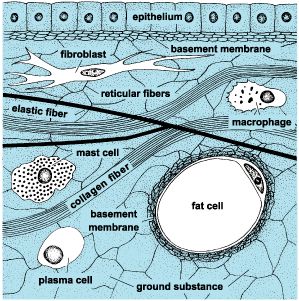 epithelium
basement membrane
fibroblast
reticular fibers
elastic fiber
macrophage
mast cell
collagen fiber
fat cell
basement
membrane
plasma cell
ground substance